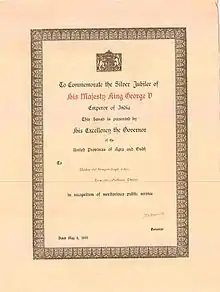 To Commemorate the Silver Jubilee of
His Majesty King George V
Emperor of India
This Sanad is presented by
His Excellency the Governor
of the
United Provinces of Agra and Oudh
To
in recognition of meritorious public service
Governor
Dated May 6, 1935